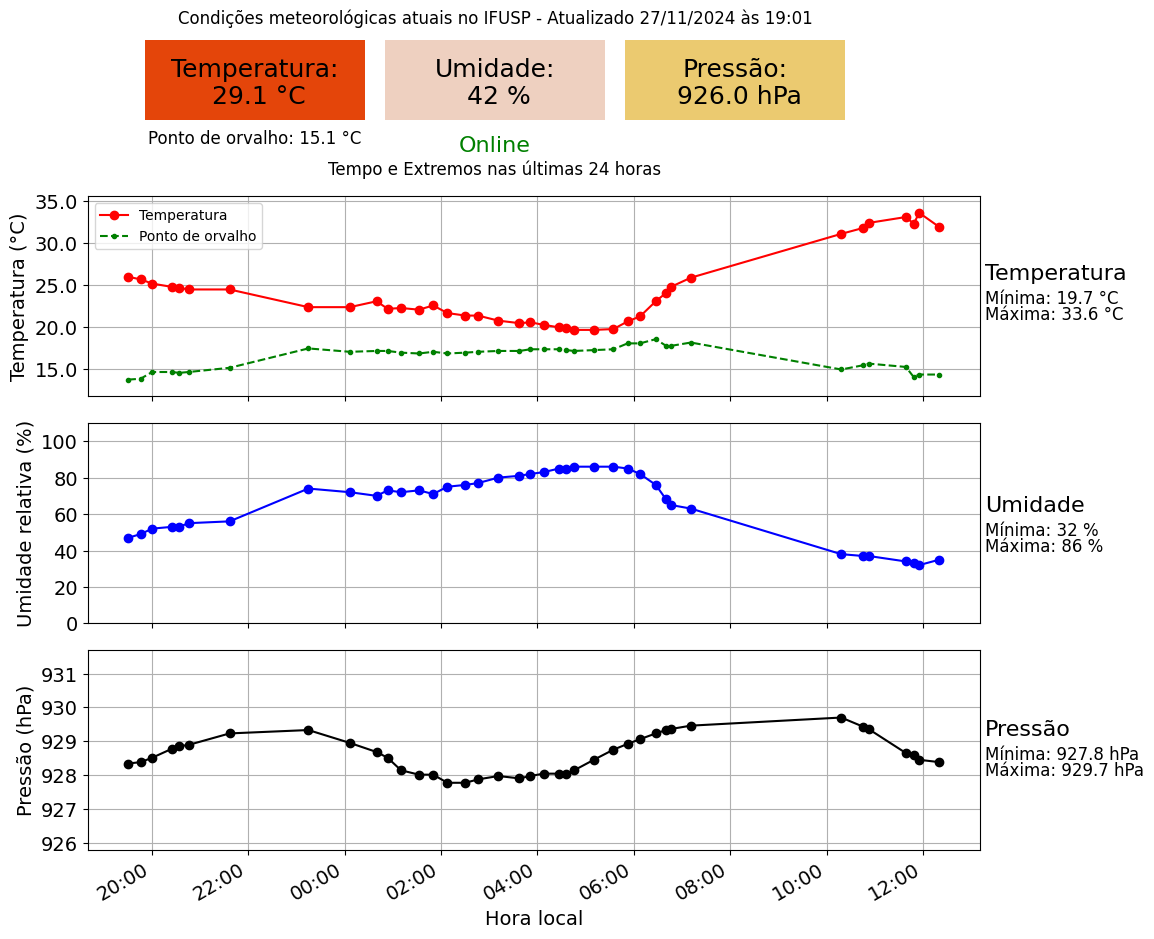 Condições meteorológicas atuais no IFUSP - Atualizado 27/11/2024 às 19:01
Temperatura:
29.1 °C
Umidade:
42 %
Pressão:
926.0 hPa
Ponto de orvalho: 15.1 °C
Online
Tempo e Extremos nas últimas 24 horas
Temperatura (°C)
35.0
30.0
25.0
20.0
15.0
Temperatura
Ponto de orvalho
Temperatura
Mínima: 19.7 °C
Máxima: 33.6 °C
Umidade relativa (%)
100
80
60
40
20
0
Umidade
Mínima: 32 %
Máxima: 86 %
Pressão (hPa)
931
930
929
928
927
926
Pressão
Mínima: 927.8 hPa
Máxima: 929.7 hPa
20:00 22:00 00:00 02:00 04:00 06:00 08:00 10:00 12:00
Hora local